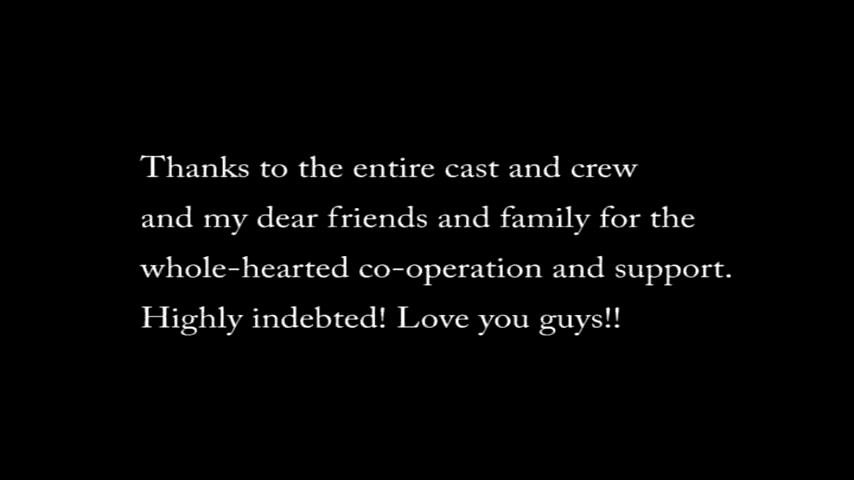 Thanks to the entire cast and crew
and my dear friends and family for the
whole-hearted co-operation and support.
Highly indebted! Love you guys!!